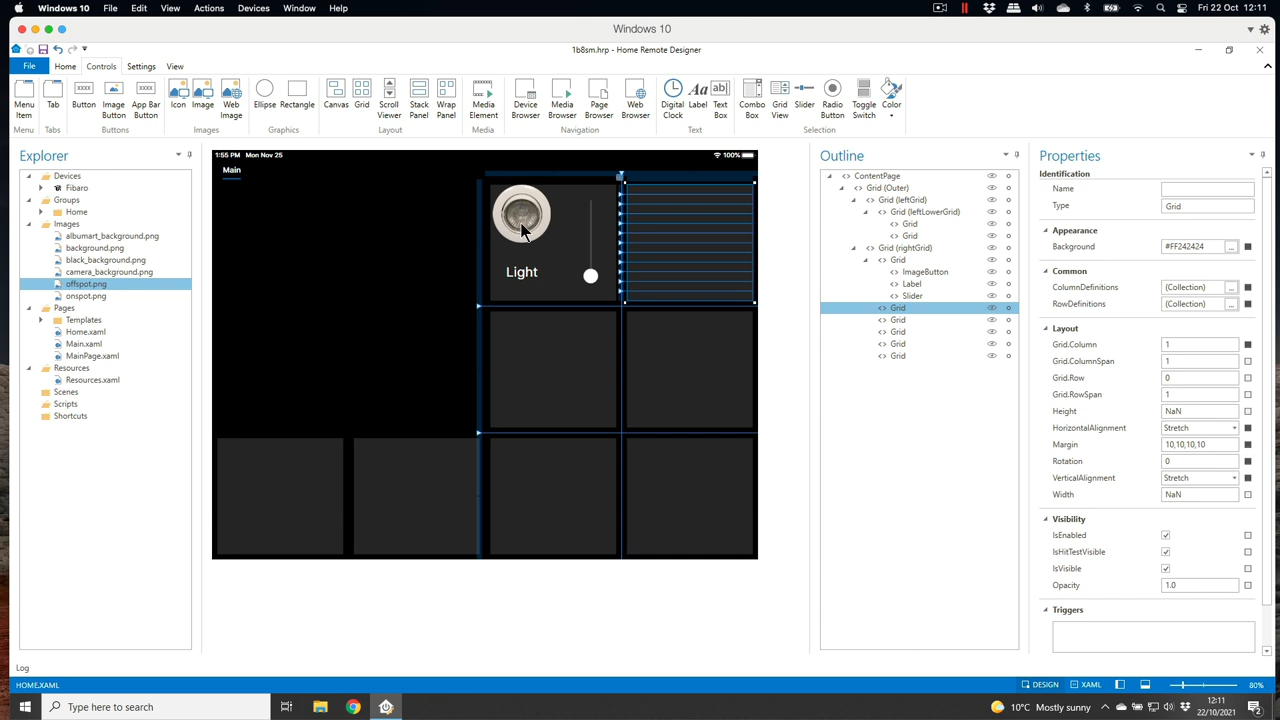 File Edit View Actions Devices Window Help
Fri 22 Oct 12:11
Windows 10
1b8sm.hrp - Home Remote Designer
File Home Controls Settings View
Menu Item
Tab
Button
Image Button
App Bar Button
Icon
Image
Web Image
Ellipse
Rectangle
Canvas
Grid
Scroll Viewer
Stack Panel
Wrap Panel
Media Element
Device Browser
Media Browser
Page Browser
Web Browser
Digital Clock
Aa
Label
ab|
Text Box
Combo Box
Grid View
Slider
Radio Button
Toggle Switch
Color
Menu Tabs Buttons Images Graphics Layout Media Navigation Text Selection
Explorer
Devices
Fibaro
Groups
Home
Images
albumart_background.png
background.png
black_background.png
camera_background.png
offspot.png
onspot.png
Pages
Templates
Home.xaml
Main.xaml
MainPage.xaml
Resources
Resources.xaml
Scenes
Scripts
Shortcuts
1:55 PM Mon Nov 25
100%
Main
Light
Outline
ContentPage
Grid (Outer)
Grid (leftGrid)
Grid (leftLowerGrid)
Grid
Grid
Grid (rightGrid)
Grid
ImageButton
Label
Slider
Grid
Grid
Grid
Grid
Grid
Properties
Identification
Name
Type Grid
Appearance
Background #FF242424 ...
Common
ColumnDefinitions (Collection) ...
RowDefinitions (Collection) ...
Layout
Grid.Column 1
Grid.ColumnSpan 1
Grid.Row 0
Grid.RowSpan 1
Height NaN
HorizontalAlignment Stretch
Margin 10,10,10,10
Rotation 0
VerticalAlignment Stretch
Width NaN
Visibility
IsEnabled
IsHitTestVisible
IsVisible
Opacity 1.0
Triggers
Log
HOME.XAML
DESIGN XAML 80%
Type here to search
10°C Mostly sunny
12:11
22/10/2021
2